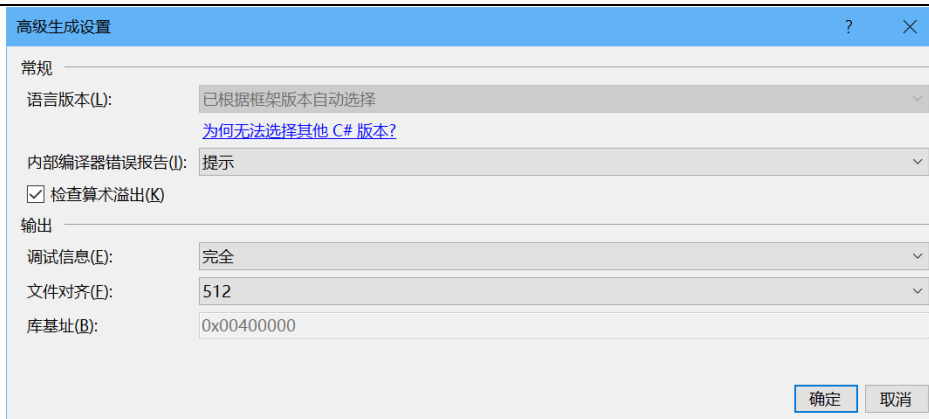 高级生成设置 ?
常规
语言版本(L): 已根据框架版本自动选择
为何无法选择其他 C# 版本?
内部编译器错误报告(I): 提示
检查算术溢出(K)
输出
调试信息(E): 完全
文件对齐(F): 512
库基址(B): 0x00400000
确定 取消